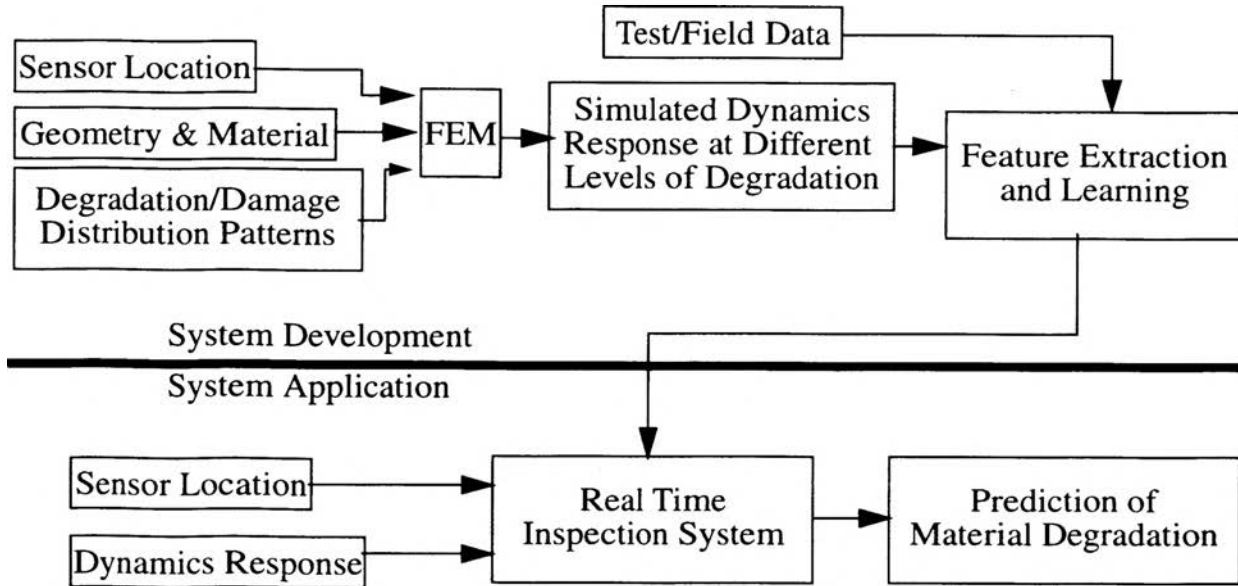 Test/Field Data
Sensor Location
Geometry & Material
Degradation/Damage
Distribution Patterns
FEM
Simulated Dynamics
Response at Different
Levels of Degradation
Feature Extraction
and Learning
System Development
System Application
Sensor Location
Dynamics Response
Real Time
Inspection System
Prediction of
Material Degradation